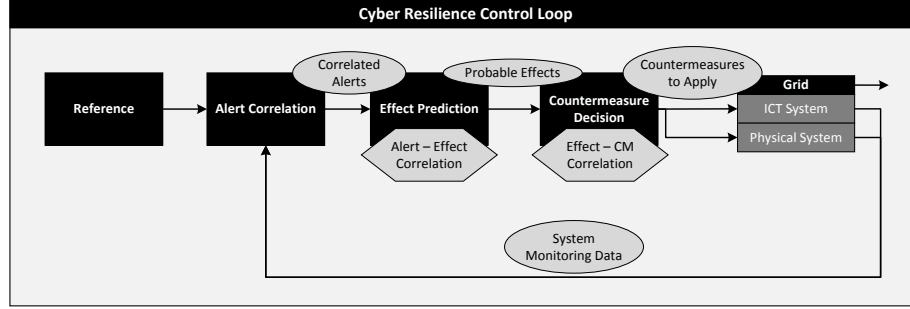 Cyber Resilience Control Loop
Correlated
Alerts
Probable Effects
Countermeasures
to Apply
Reference
Alert Correlation
Effect Prediction
Countermeasure
Decision
Grid
ICT System
Physical System
Alert – Effect
Correlation
Effect – CM
Correlation
System
Monitoring Data